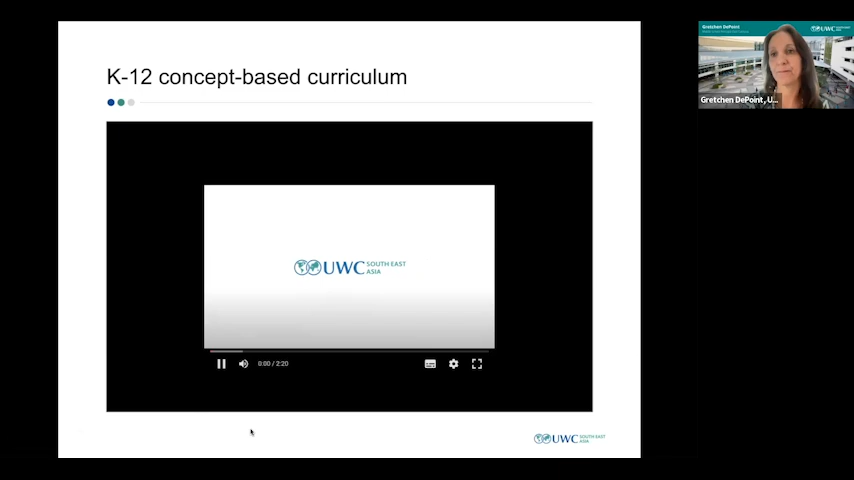 K-12 concept-based curriculum
UWC SOUTH EAST
ASIA
0:00 / 2:20
UWC SOUTH EAST
ASIA
Gretchen DePoint
UWC
Gretchen DePoint, U...